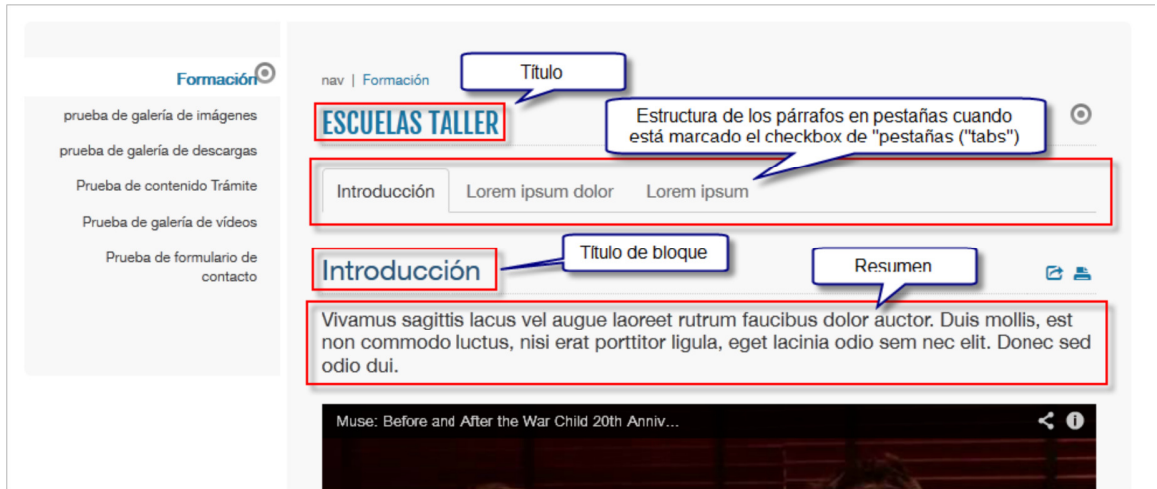 Formación
prueba de galería de imágenes
prueba de galería de descargas
Prueba de contenido Trámite
Prueba de galería de vídeos
Prueba de formulario de
contacto
nav | Formación
Título
ESCUELAS TALLER
Estructura de los párrafos en pestañas cuando
está marcado el checkbox de "pestañas ("tabs")
Introducción Lorem ipsum dolor Lorem ipsum
Introducción
Título de bloque
Resumen
Vivamus sagittis lacus vel augue laoreet rutrum faucibus dolor auctor. Duis mollis, est
non commodo luctus, nisi erat porttitor ligula, eget lacinia odio sem nec elit. Donec sed
odio dui.
Muse: Before and After the War Child 20th Anniv...